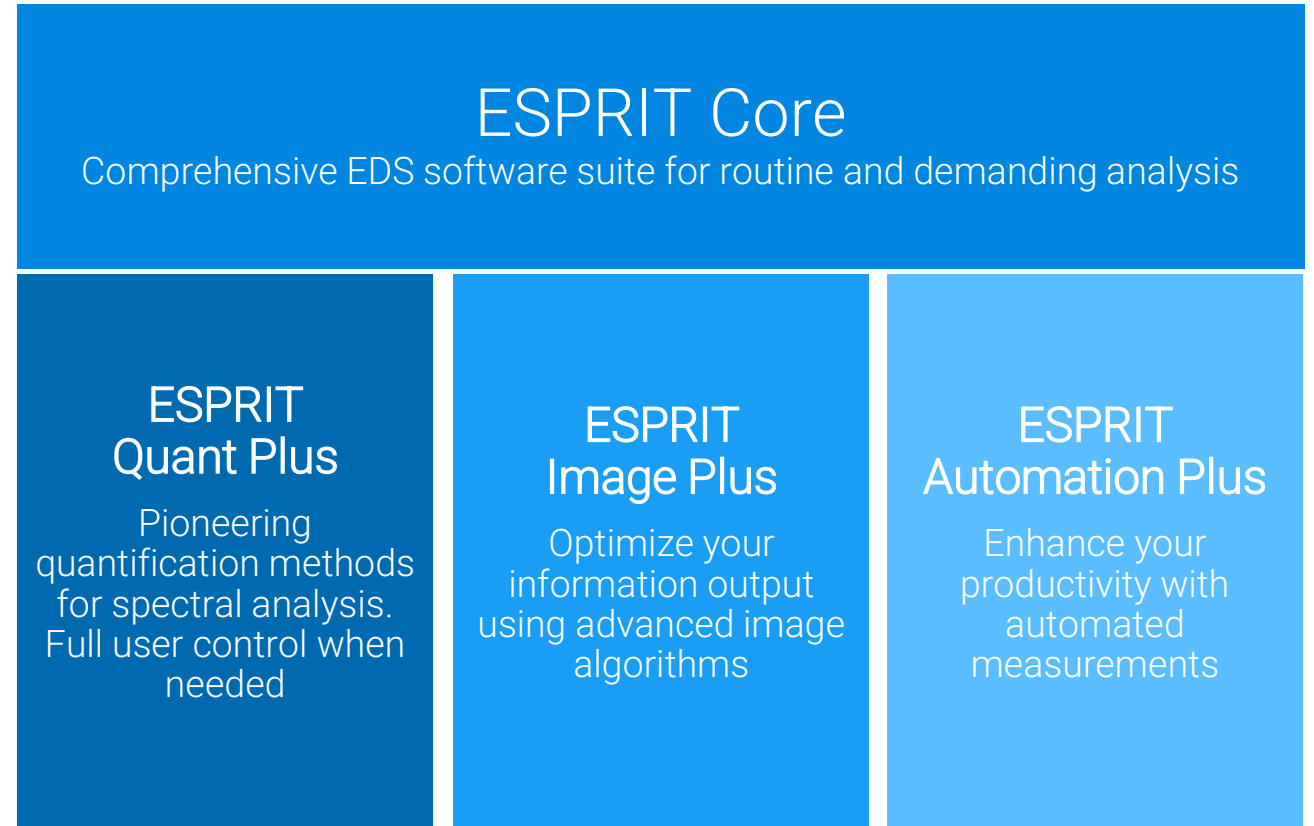 ESPRIT Core
Comprehensive EDS software suite for routine and demanding analysis
ESPRIT
Quant Plus
Pioneering
quantification methods
for spectral analysis.
Full user control when
needed
ESPRIT
Image Plus
Optimize your
information output
using advanced image
algorithms
ESPRIT
Automation Plus
Enhance your
productivity with
automated
measurements